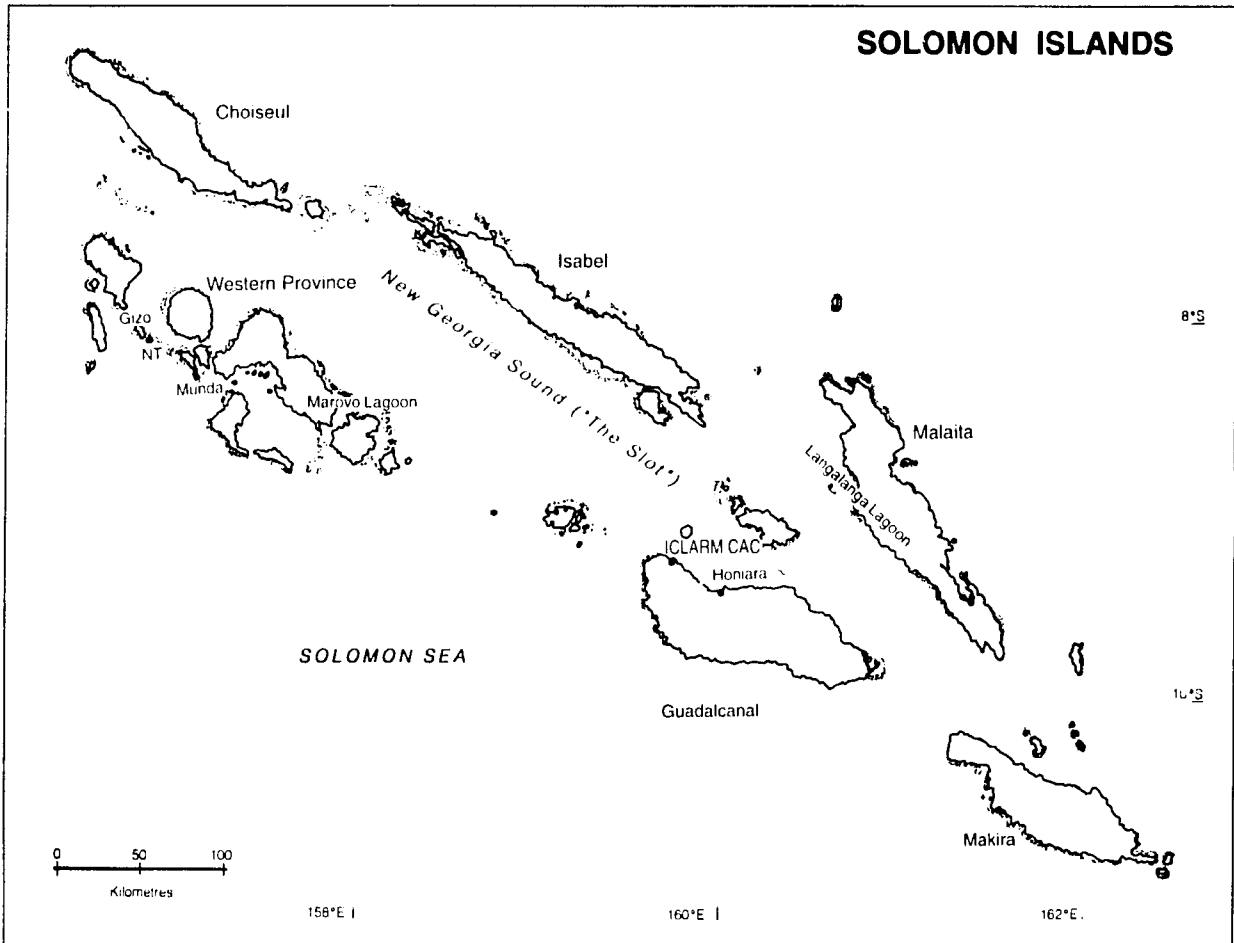 SOLOMON ISLANDS
Choiseul
Isabel
Western Province
New Georgia Sound ("The Slot")
8°S
Gizo
NT
Munda
Marovo Lagoon
Malaita
Langalanga Lagoon
ICLARM CAC
Honiara
SOLOMON SEA
10°S
Guadalcanal
Makira
0 50 100
Kilometres
158°E
160°E
162°E